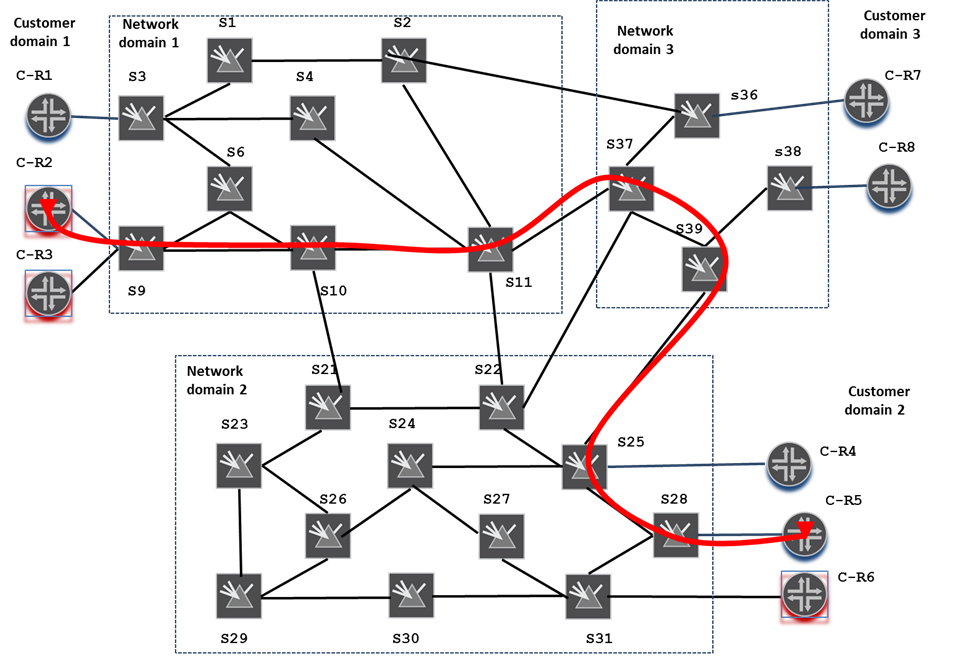 Customer
domain 1
Network
domain 1
S1
S2
Network
domain 3
Customer
domain 3
C-R1
S3
S4
s36
C-R7
C-R2
S6
S37
s38
C-R8
C-R3
S39
S9
S10
S11
Network
domain 2
S21
S22
Customer
domain 2
S23
S24
S25
C-R4
S26
S27
S28
C-R5
C-R6
S29
S30
S31